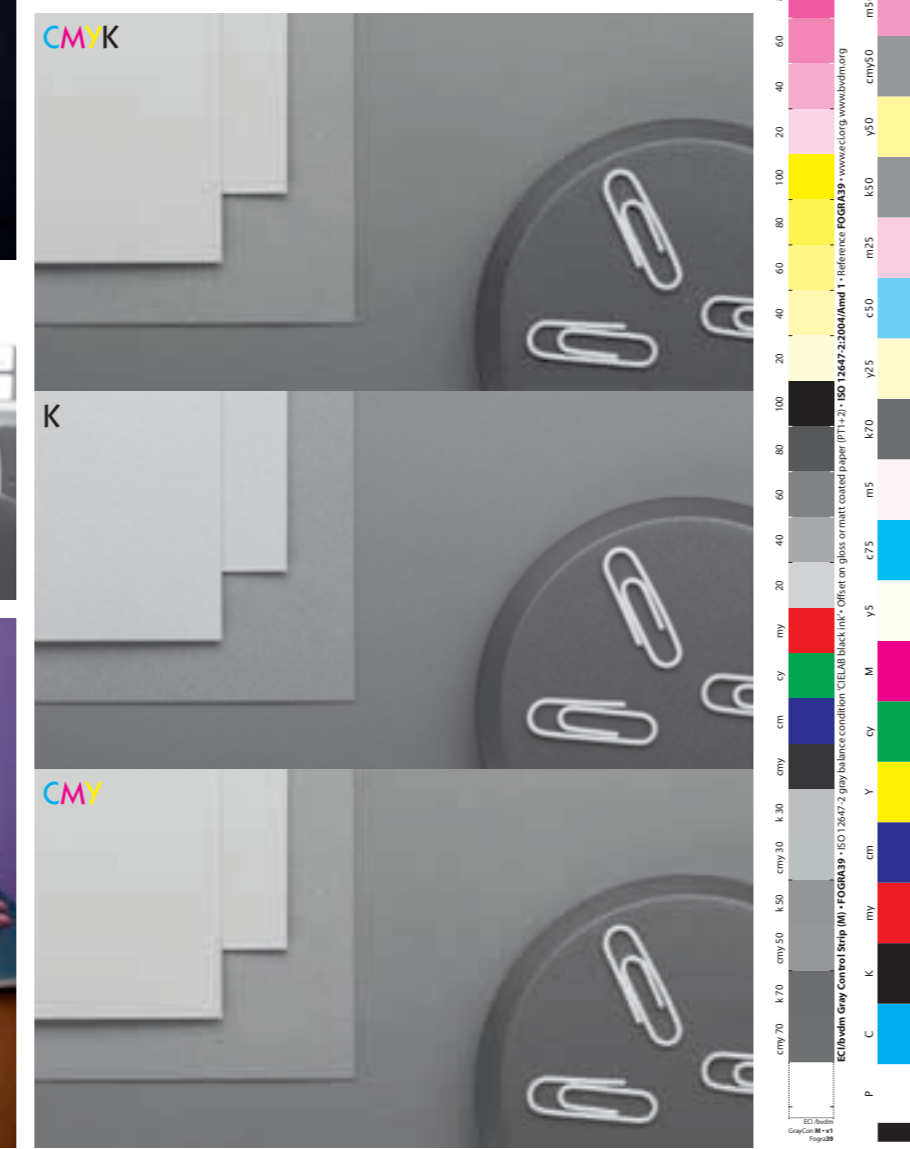 CMYK
K
CMY
60
40
20
100
80
60
40
20
100
80
60
40
20
my
cy
cm
cmy
k 30
cmy 30
k 50
cmy 50
k 70
cmy 70
ECI/bvdm Gray Control Strip (M) • FOGRA39 • ISO 12647-2 gray balance condition 'CIELAB black ink' • Offset on gloss or matt coated paper (PT1+2) • ISO 12647-2:2004/Amd 1 • Reference FOGRA39 • www.eci.org, www.bvdm.org
ECI/bvdm
GrayCon M • v1
Fogra39
m5
cmy50
y50
k50
m25
c50
y25
k70
m5
c75
y5
M
cy
Y
cm
my
K
C
P